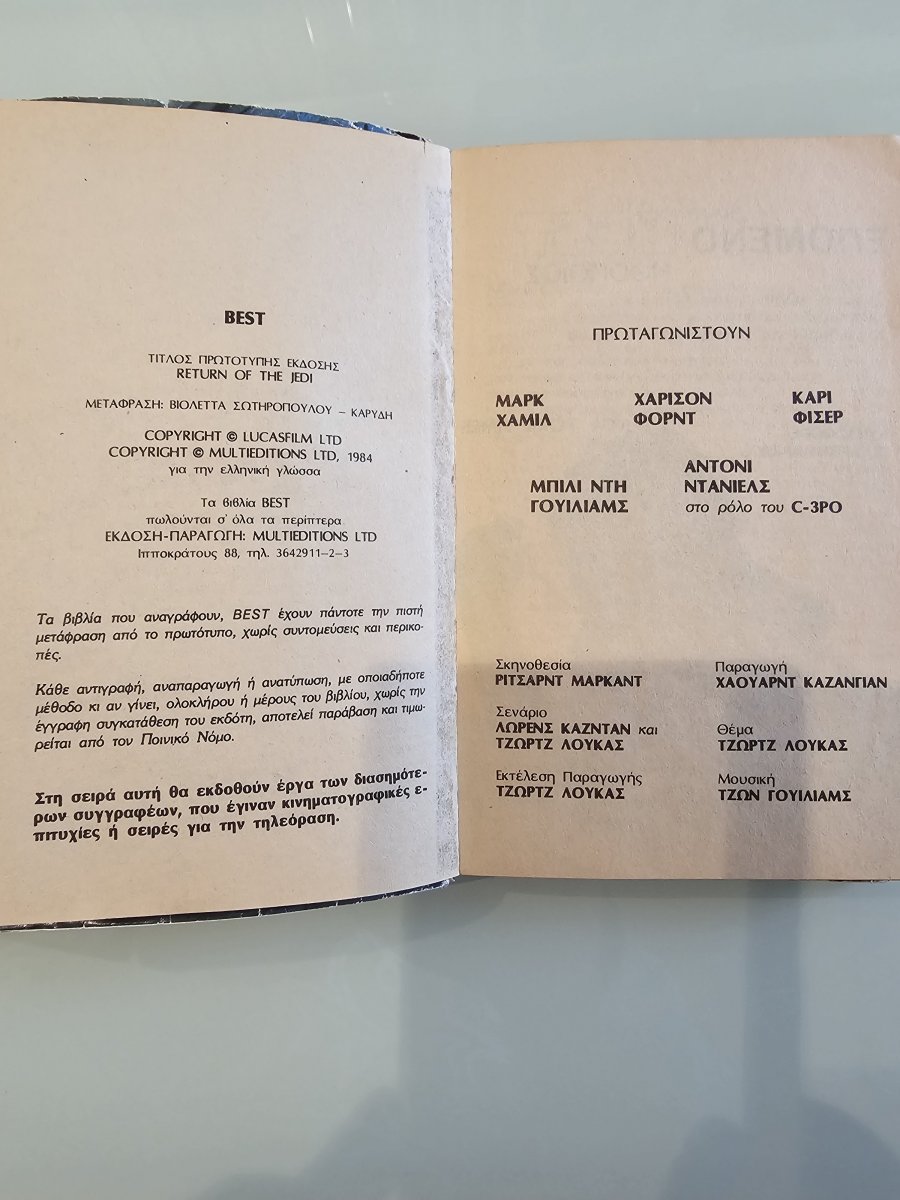 BEST
ΤΙΤΛΟΣ ΠΡΩΤΟΤΥΠΗΣ ΕΚΔΟΣΗΣ
RETURN OF THE JEDI
ΜΕΤΑΦΡΑΣΗ: ΒΙΟΛΕΤΤΑ ΣΩΤΗΡΟΠΟΥΛΟΥ – ΚΑΡΥΔΗ
COPYRIGHT © LUCASFILM LTD
COPYRIGHT © MULTIEDITIONS LTD, 1984
για την ελληνική γλώσσα
Τα βιβλία BEST
πωλούνται σ' όλα τα περίπτερα
ΕΚΔΟΣΗ-ΠΑΡΑΓΩΓΗ: MULTIEDITIONS LTD
Ιπποκράτους 88, τηλ. 3642911–2–3
Τα βιβλία που αναγράφουν, BEST έχουν πάντοτε την πιστή
μετάφραση από το πρωτότυπο, χωρίς συντομεύσεις και περικο-
πές.
Κάθε αντιγραφή, αναπαραγωγή ή ανατύπωση, με οποιαδήποτε
μέθοδο κι αν γίνει, ολοκλήρου ή μέρους του βιβλίου, χωρίς την
έγγραφη συγκατάθεση του εκδότη, αποτελεί παράβαση και τιμω-
ρείται από τον Ποινικό Νόμο.
Στη σειρά αυτή θα εκδοθούν έργα των διασημότε-
ρων συγγραφέων, που έγιναν κινηματογραφικές ε-
πιτυχίες ή σειρές για την τηλεόραση.
ΠΡΩΤΑΓΩΝΙΣΤΟΥΝ
ΜΑΡΚ ΧΑΡΙΣΟΝ ΚΑΡΙ
ΧΑΜΙΛ ΦΟΡΝΤ ΦΙΣΕΡ
ΑΝΤΟΝΙ
ΜΠΙΛΙ ΝΤΗ ΝΤΑΝΙΕΛΣ
ΓΟΥΙΛΙΑΜΣ στο ρόλο του C-3PO
Σκηνοθεσία Παραγωγή
ΡΙΤΣΑΡΝΤ ΜΑΡΚΑΝΤ ΧΑΟΥΑΡΝΤ ΚΑΖΑΝΓΙΑΝ
Σενάριο
ΛΩΡΕΝΣ ΚΑΖΝΤΑΝ και Θέμα
ΤΖΩΡΤΖ ΛΟΥΚΑΣ ΤΖΩΡΤΖ ΛΟΥΚΑΣ
Εκτέλεση Παραγωγής Μουσική
ΤΖΩΡΤΖ ΛΟΥΚΑΣ ΤΖΩΝ ΓΟΥΙΛΙΑΜΣ